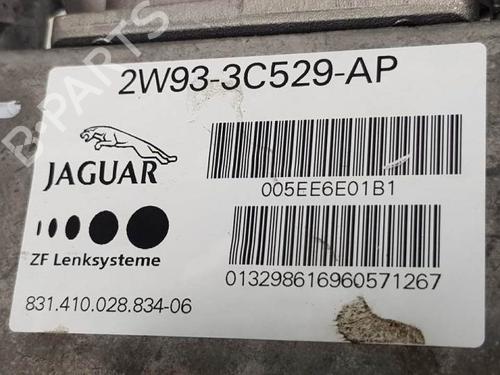 2W93-3C529-AP
JAGUAR
005EE6E01B1
ZF Lenksysteme
013298616960571267
831.410.028.834-06
B-PARTS